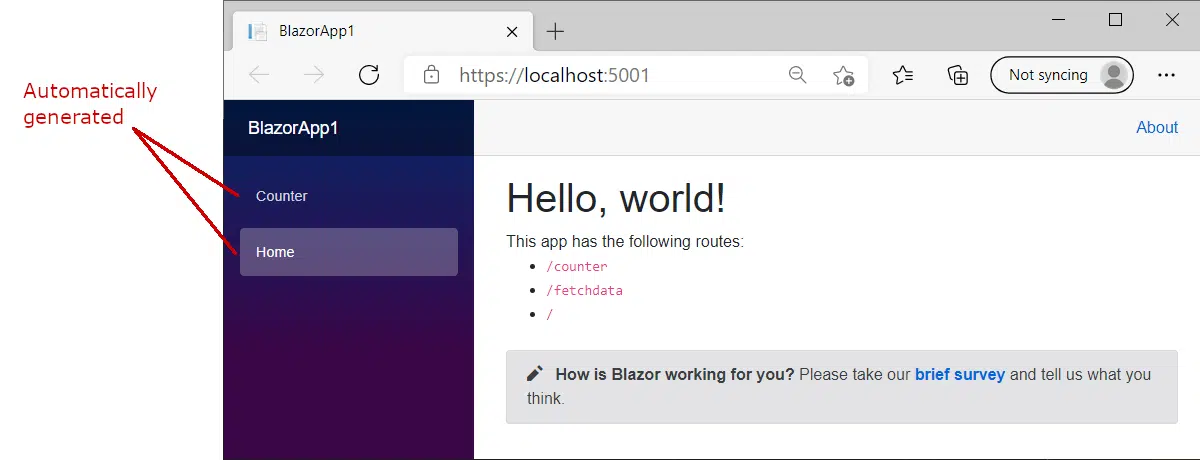 BlazorApp1
https://localhost:5001
Not syncing
Automatically
generated
BlazorApp1
About
Counter
Home
Hello, world!
This app has the following routes:
/counter
/fetchdata
/
How is Blazor working for you? Please take our brief survey and tell us what you
think.